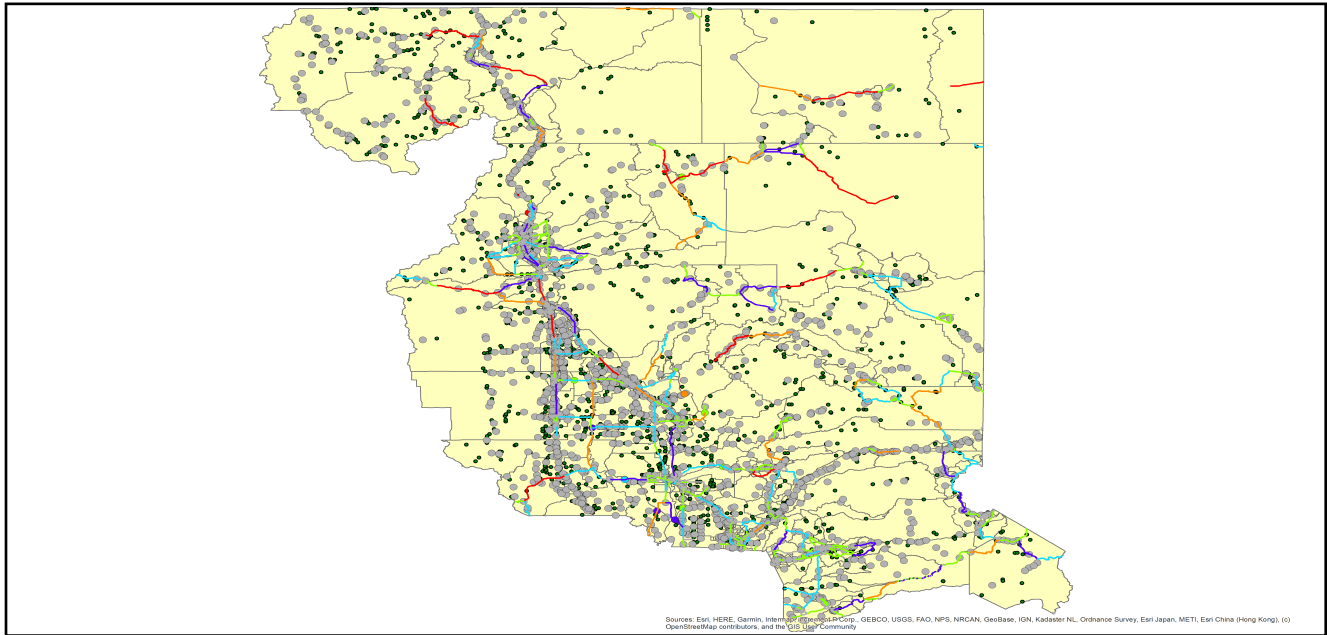 Sources: Esri, HERE, Garmin, Intermap, increment P Corp., GEBCO, USGS, FAO, NPS, NRCAN, GeoBase, IGN, Kadaster NL, Ordnance Survey, Esri Japan, METI, Esri China (Hong Kong), (c)
OpenStreetMap contributors, and the GIS User Community